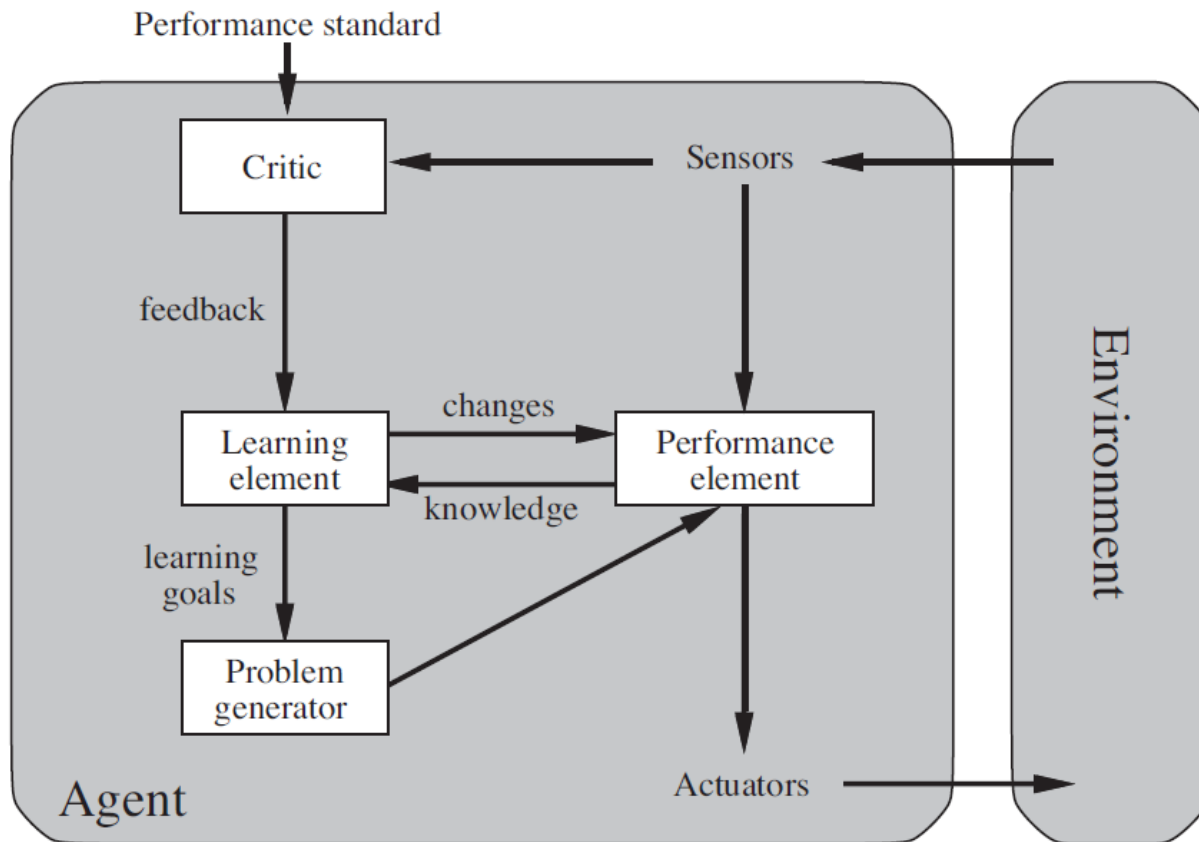 Performance standard
Critic
Sensors
feedback
changes
Learning
element
Performance
element
knowledge
learning
goals
Problem
generator
Actuators
Agent
Environment